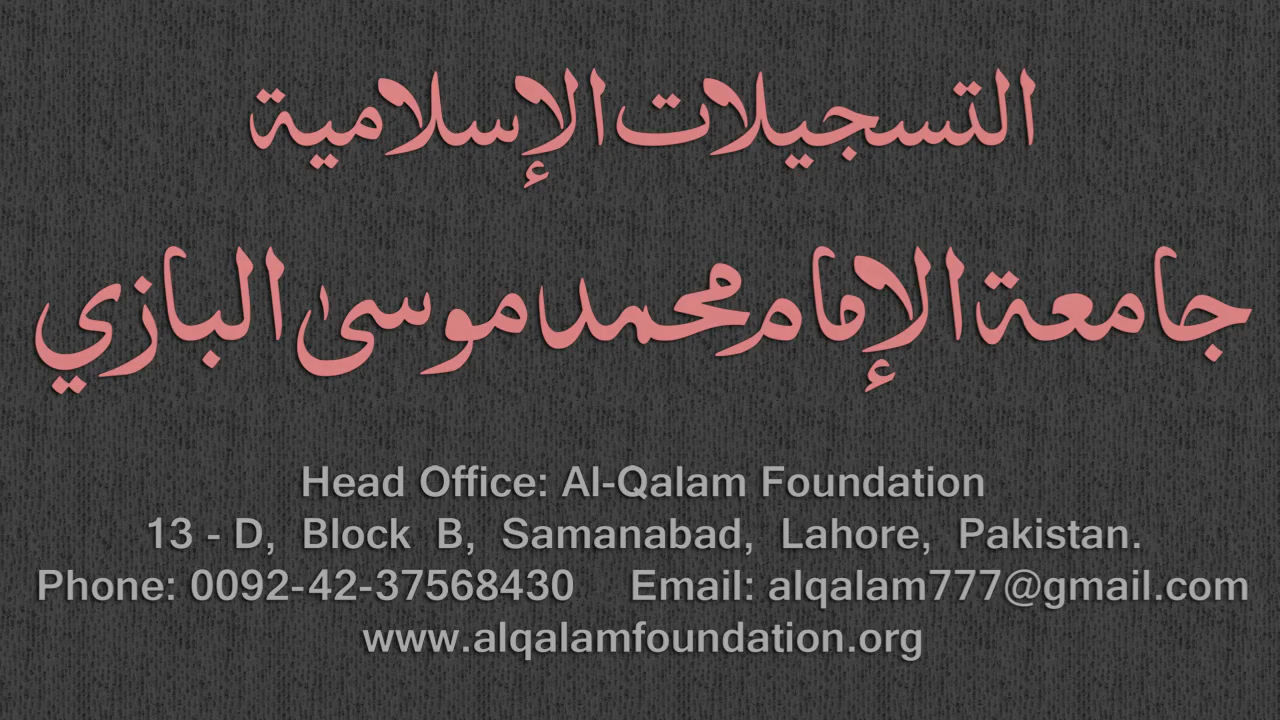 التسجيلات الإسلامية
جامعة الإمام محمد موسىٰ البازي
Head Office: Al-Qalam Foundation
13 - D, Block B, Samanabad, Lahore, Pakistan.
Phone: 0092-42-37568430 Email: alqalam777@gmail.com
www.alqalamfoundation.org